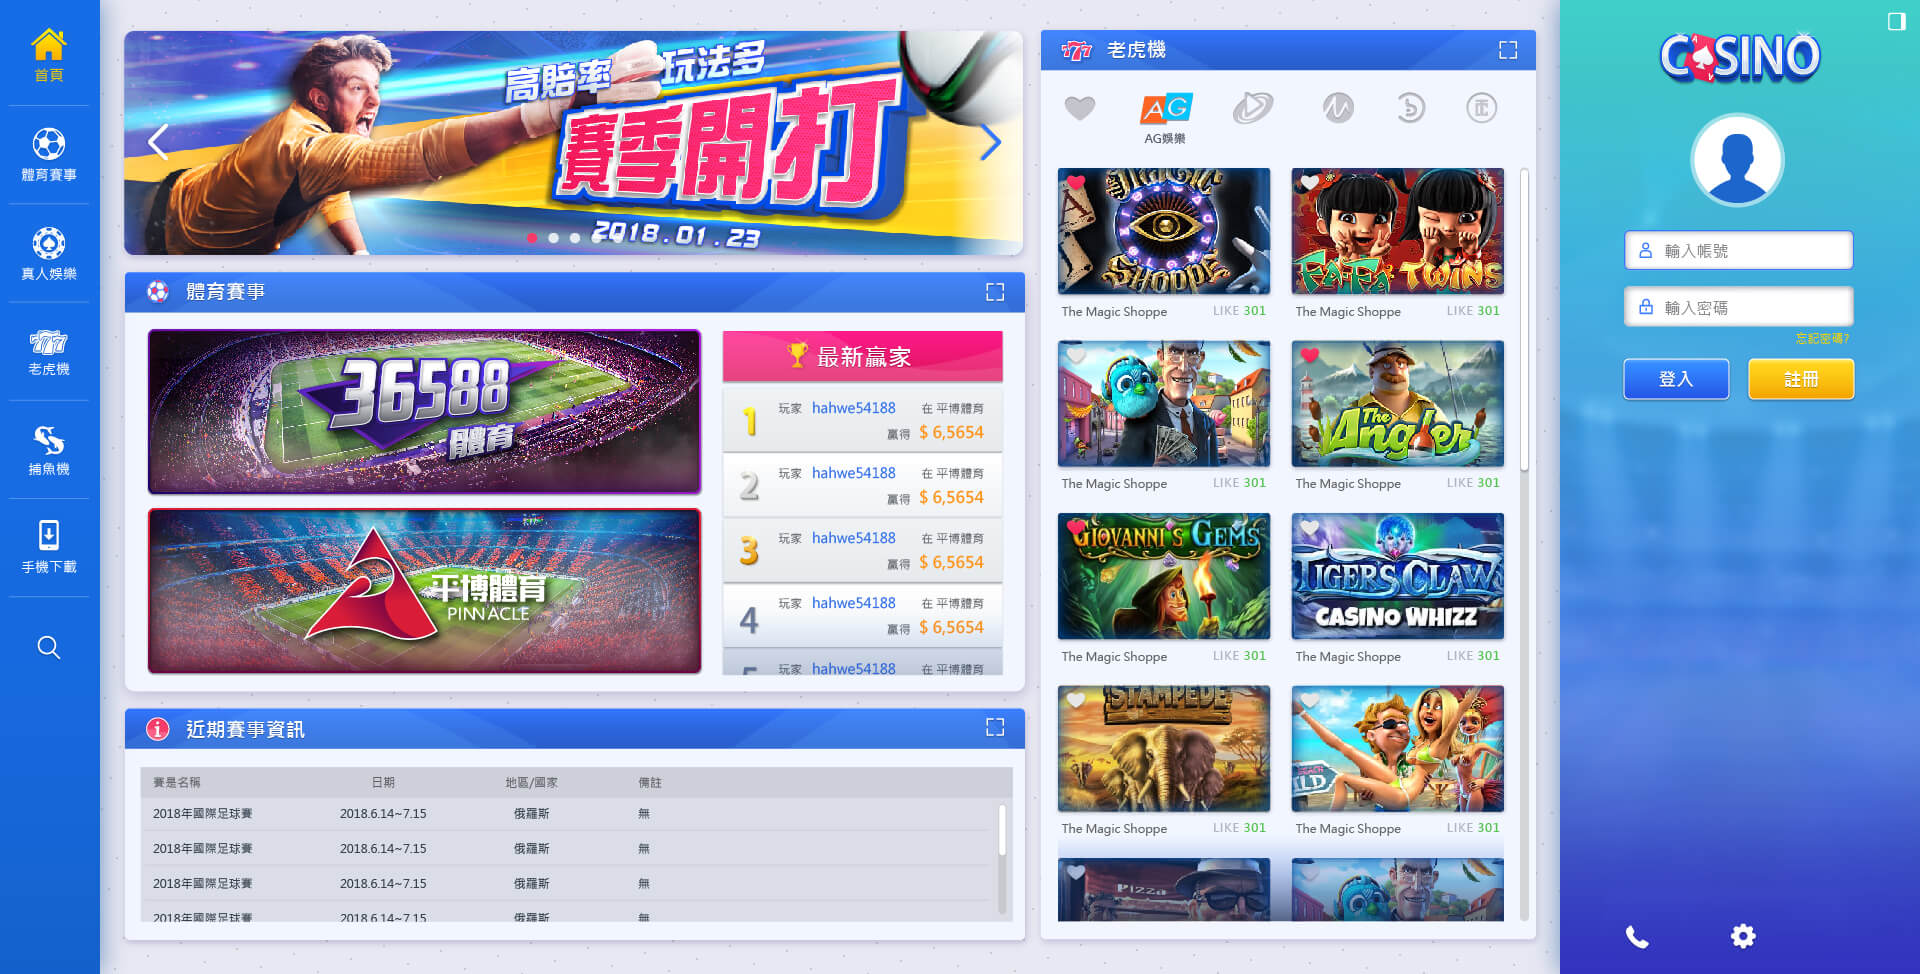 首頁
體育賽事
真人娛樂
老虎機
捕魚機
手機下載
高賠率 玩法多
賽季開打
2018.01.23
體育賽事
36588
體育
平博體育
PINNACLE
最新贏家
1 玩家 hahwe54188 在 平博體育
贏得 $ 6,5654
2 玩家 hahwe54188 在 平博體育
贏得 $ 6,5654
3 玩家 hahwe54188 在 平博體育
贏得 $ 6,5654
4 玩家 hahwe54188 在 平博體育
贏得 $ 6,5654
5 玩家 hahwe54188 在 平博體育
近期賽事資訊
賽是名稱 日期 地區/國家 備註
2018年國際足球賽 2018.6.14~7.15 俄羅斯 無
2018年國際足球賽 2018.6.14~7.15 俄羅斯 無
2018年國際足球賽 2018.6.14~7.15 俄羅斯 無
2018年國際足球賽 2018.6.14~7.15 俄羅斯 無
777 老虎機
AG
AG娛樂
MAGIC
SHOPPE
FA-FA TWINS
The Magic Shoppe LIKE 301
The Magic Shoppe LIKE 301
The Angler
The Magic Shoppe LIKE 301
The Magic Shoppe LIKE 301
GIOVANNI'S GEMS
TIGERS CLAW
CASINO WHIZZ
The Magic Shoppe LIKE 301
The Magic Shoppe LIKE 301
STAMPEDE
The Magic Shoppe LIKE 301
The Magic Shoppe LIKE 301
Pizza
CASINO
輸入帳號
輸入密碼
忘記密碼?
登入
註冊